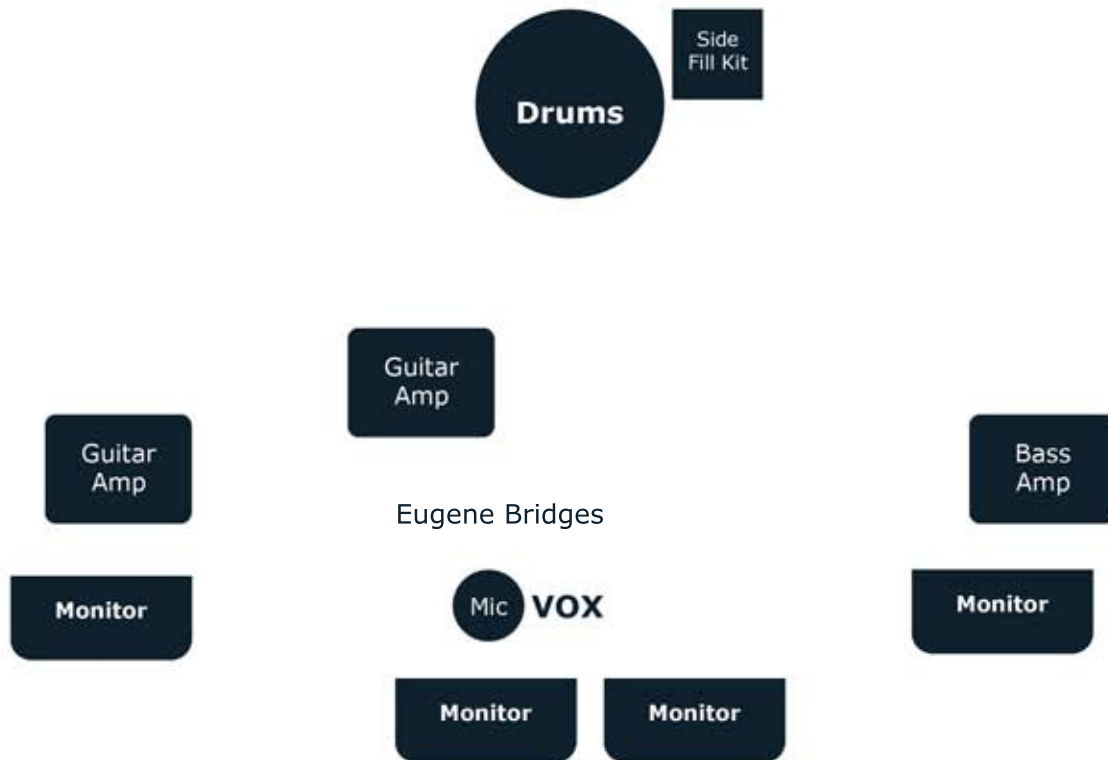 Side
Fill Kit
Drums
Guitar
Amp
Guitar
Amp
Bass
Amp
Eugene Bridges
Monitor
Mic VOX
Monitor
Monitor
Monitor